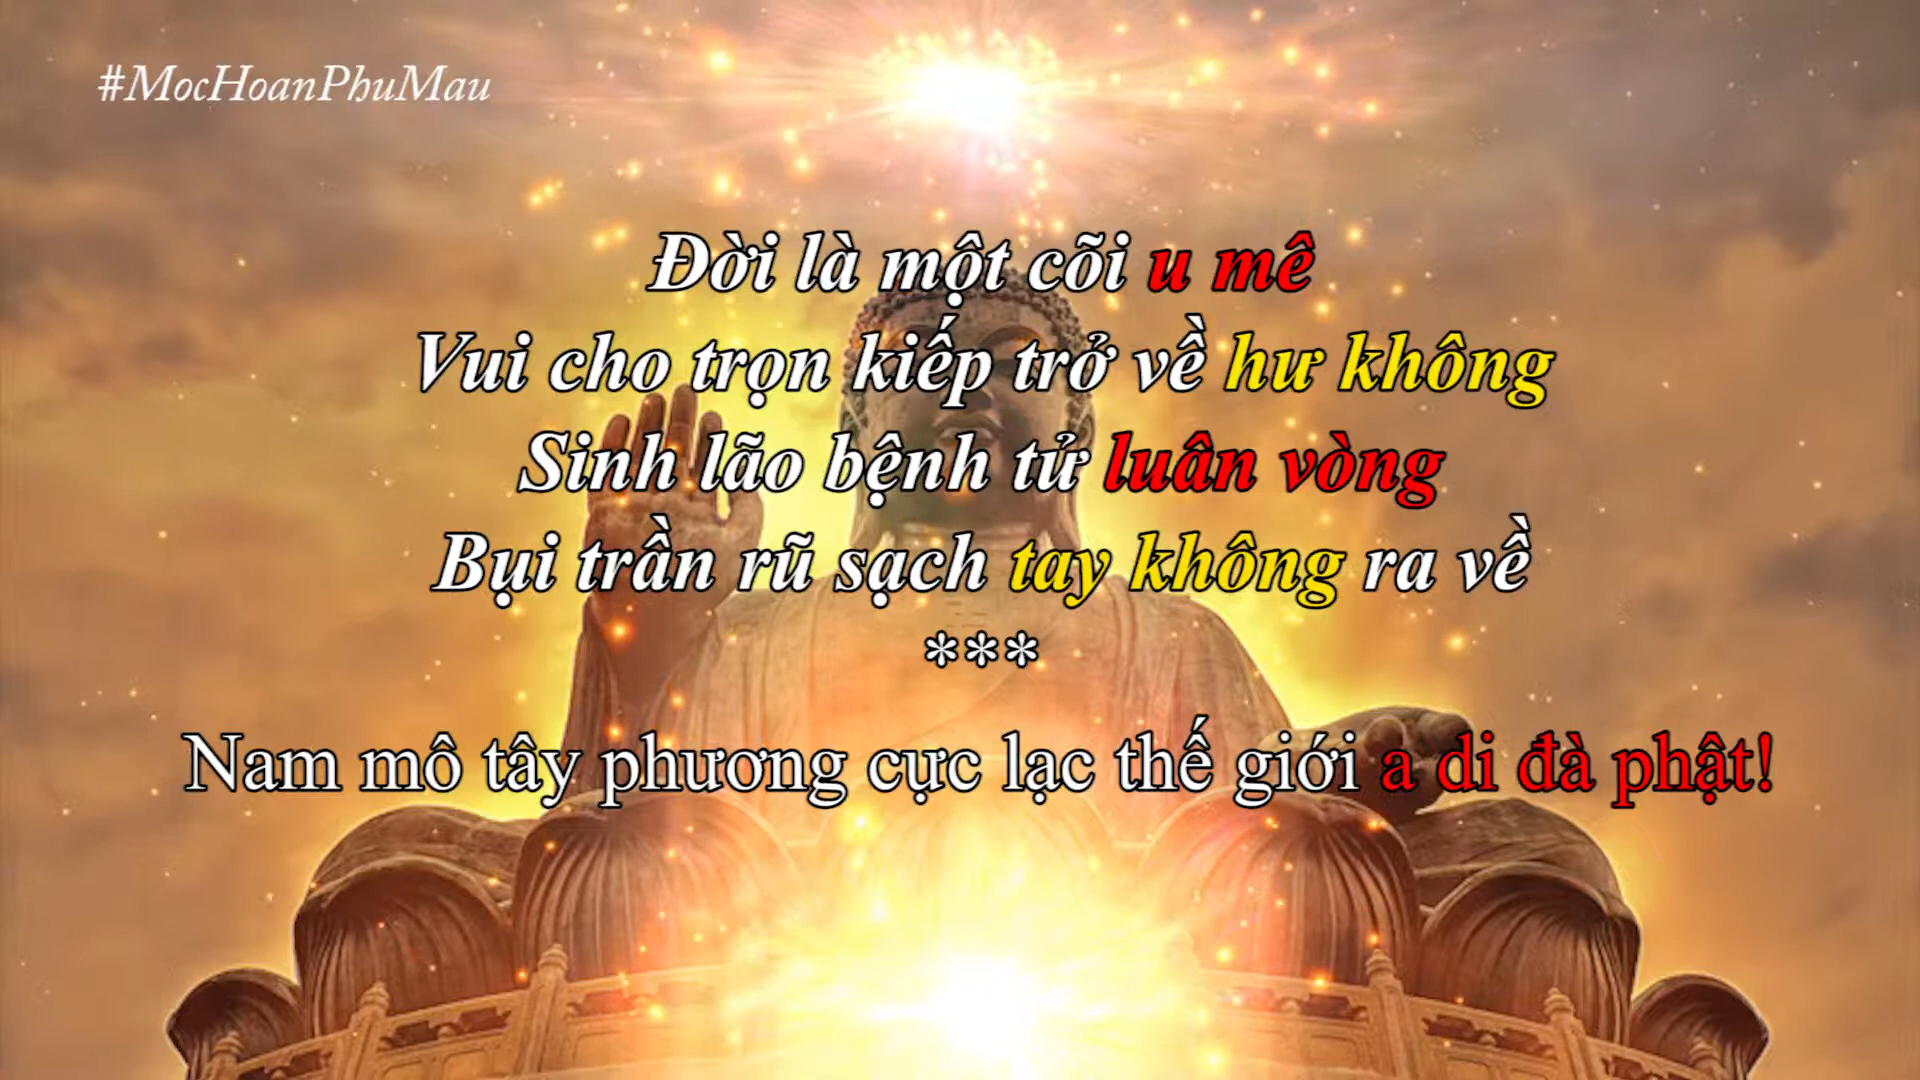 #MocHoanPhuMau
Đời là một cõi u mê
Vui cho trọn kiếp trở về hư không
Sinh lão bệnh tử luân vòng
Bụi trần rũ sạch tay không ra về
***
Nam mô tây phương cực lạc thế giới a di đà phật!